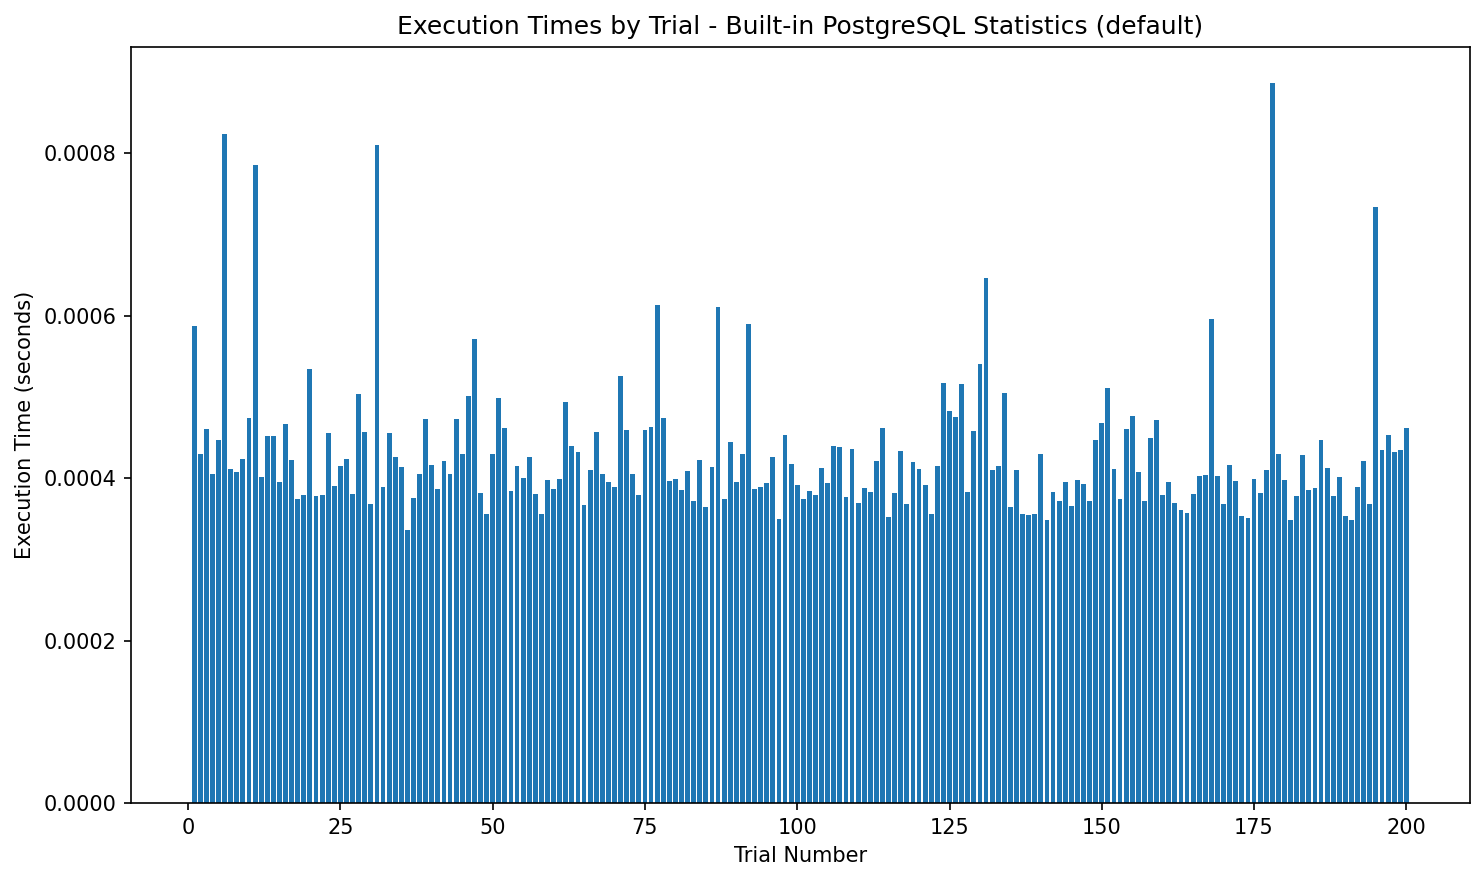 Execution Times by Trial - Built-in PostgreSQL Statistics (default)
Execution Time (seconds)
0.0008
0.0006
0.0004
0.0002
0.0000
0 25 50 75 100 125 150 175 200
Trial Number